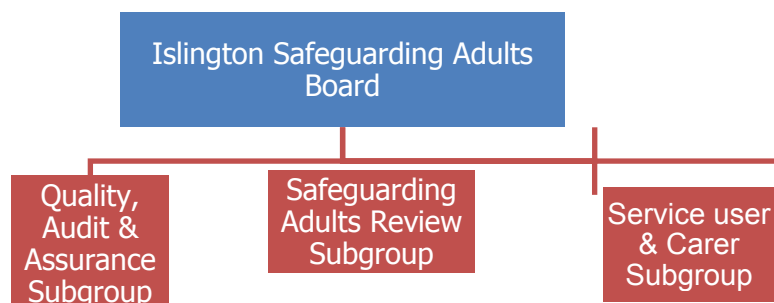 Islington Safeguarding Adults
Board
Quality,
Audit &
Assurance
Subgroup
Safeguarding
Adults Review
Subgroup
Service user
& Carer
Subgroup